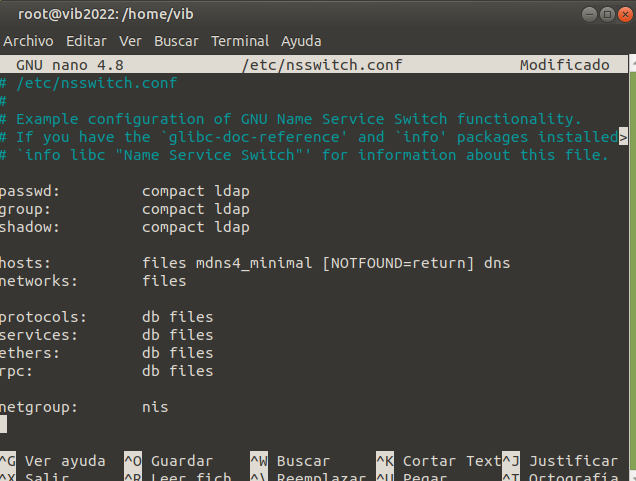 root@vib2022: /home/vib
Archivo Editar Ver Buscar Terminal Ayuda
GNU nano 4.8 /etc/nsswitch.conf Modificado
# /etc/nsswitch.conf
#
# Example configuration of GNU Name Service Switch functionality.
# If you have the `glibc-doc-reference' and `info' packages installed>
# `info libc "Name Service Switch"' for information about this file.
passwd: compact ldap
group: compact ldap
shadow: compact ldap
hosts: files mdns4_minimal [NOTFOUND=return] dns
networks: files
protocols: db files
services: db files
ethers: db files
rpc: db files
netgroup: nis
^G Ver ayuda ^O Guardar ^W Buscar ^K Cortar Text ^J Justificar
^X Salir ^R Leer fich. ^\ Reemplazar ^U Pegar ^T Ortografía